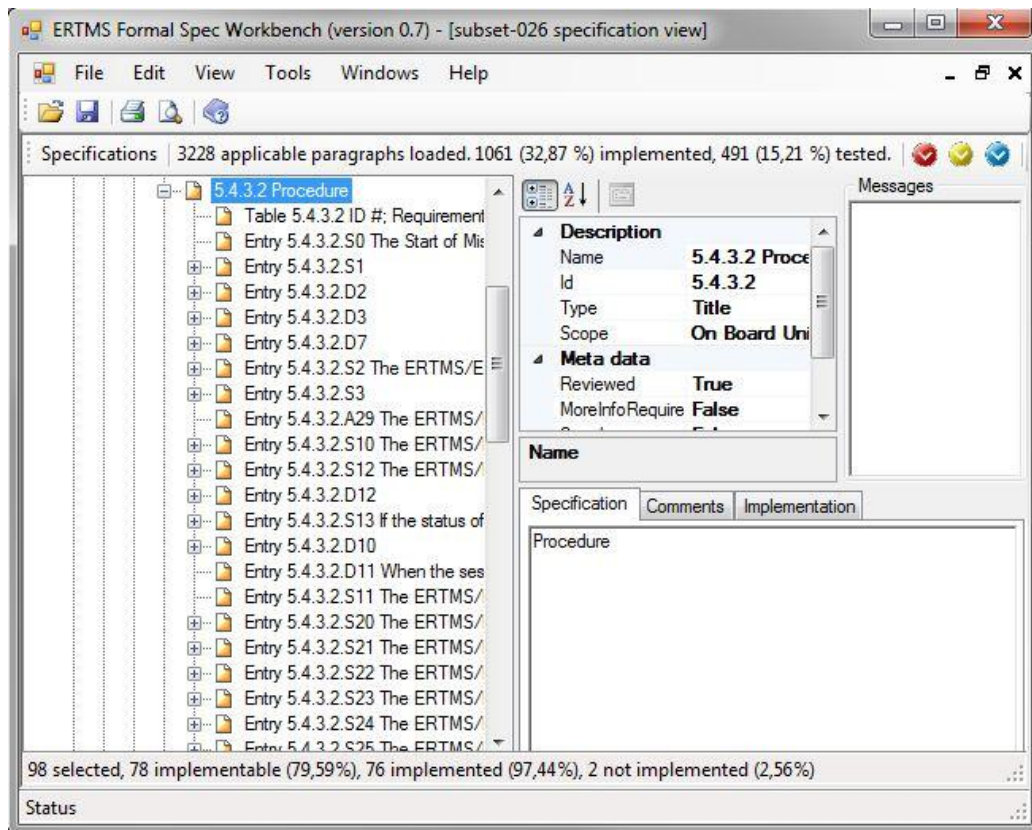 ERTMS Formal Spec Workbench (version 0.7) - [subset-026 specification view]
File Edit View Tools Windows Help
Specifications 3228 applicable paragraphs loaded. 1061 (32,87 %) implemented, 491 (15,21 %) tested.
5.4.3.2 Procedure
Table 5.4.3.2 ID #; Requirement
Entry 5.4.3.2.S0 The Start of Mis
Entry 5.4.3.2.S1
Entry 5.4.3.2.D2
Entry 5.4.3.2.D3
Entry 5.4.3.2.D7
Entry 5.4.3.2.S2 The ERTMS/E
Entry 5.4.3.2.S3
Entry 5.4.3.2.A29 The ERTMS/
Entry 5.4.3.2.S10 The ERTMS/
Entry 5.4.3.2.S12 The ERTMS/
Entry 5.4.3.2.D12
Entry 5.4.3.2.S13 If the status of
Entry 5.4.3.2.D10
Entry 5.4.3.2.D11 When the ses
Entry 5.4.3.2.S11 The ERTMS/
Entry 5.4.3.2.S20 The ERTMS/
Entry 5.4.3.2.S21 The ERTMS/
Entry 5.4.3.2.S22 The ERTMS/
Entry 5.4.3.2.S23 The ERTMS/
Entry 5.4.3.2.S24 The ERTMS/
Entry 5.4.3.2.S25 The ERTMS/
Description
Name 5.4.3.2 Proce
Id 5.4.3.2
Type Title
Scope On Board Uni
Meta data
Reviewed True
MoreInfoRequire False
Name
Messages
Specification Comments Implementation
Procedure
98 selected, 78 implementable (79,59%), 76 implemented (97,44%), 2 not implemented (2,56%)
Status